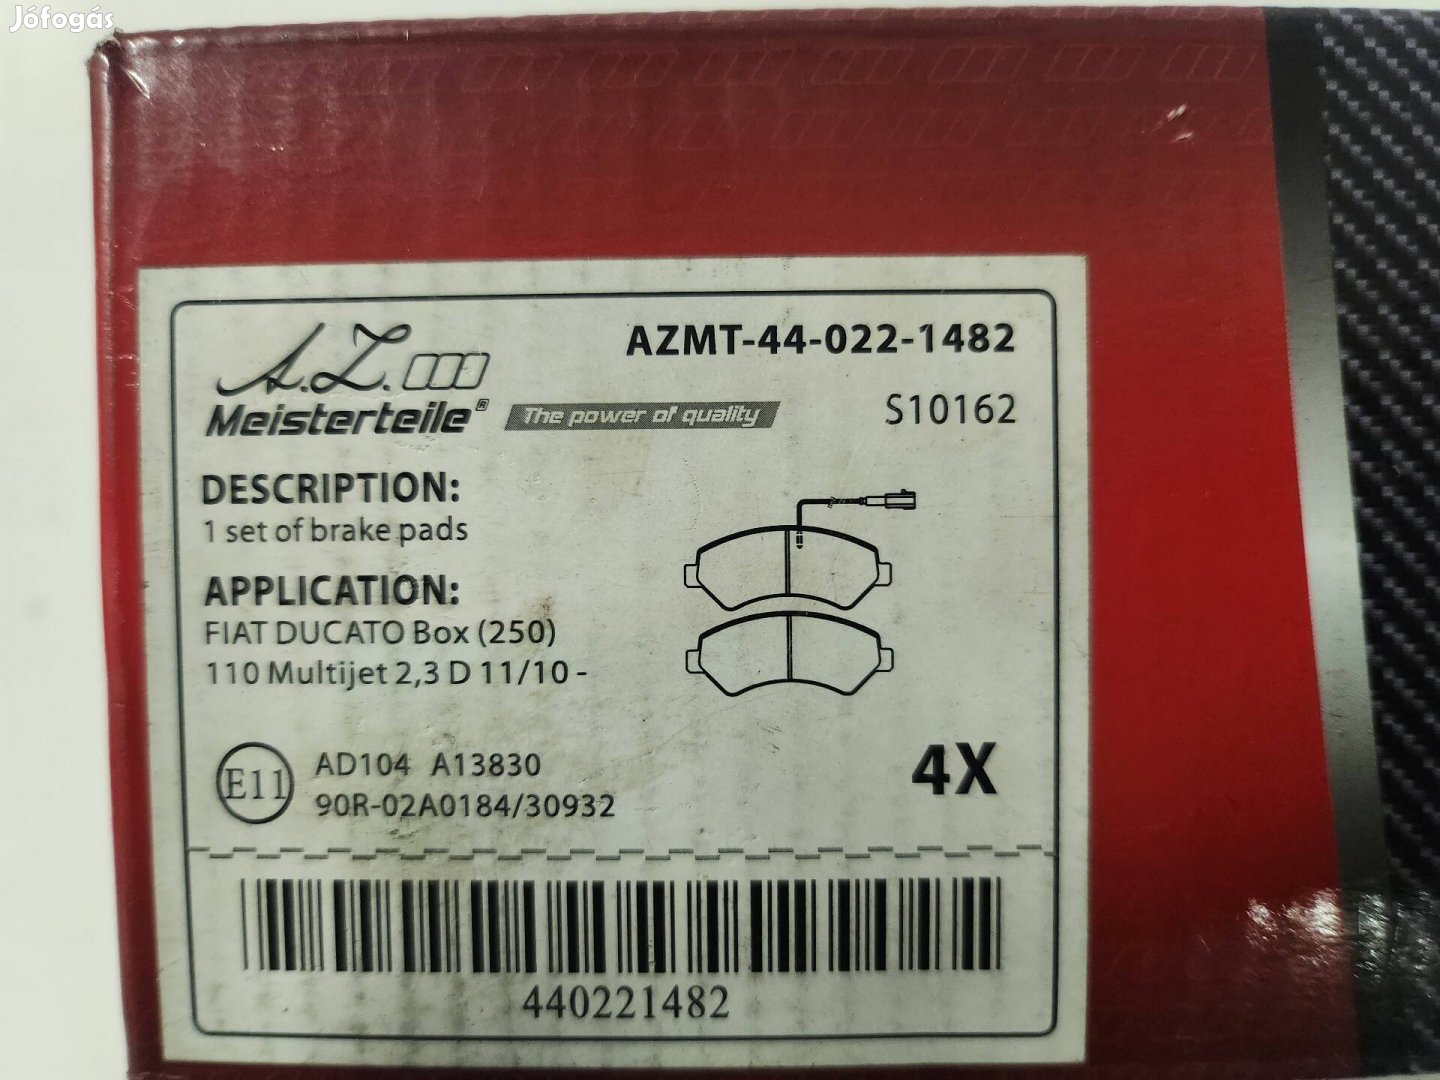 Jófogás
A.Z.
Meisterteile®
The power of quality
AZMT-44-022-1482
S10162
DESCRIPTION:
1 set of brake pads
APPLICATION:
FIAT DUCATO Box (250)
110 Multijet 2,3 D 11/10 -
E11
AD104 A13830
90R-02A0184/30932
4X
440221482